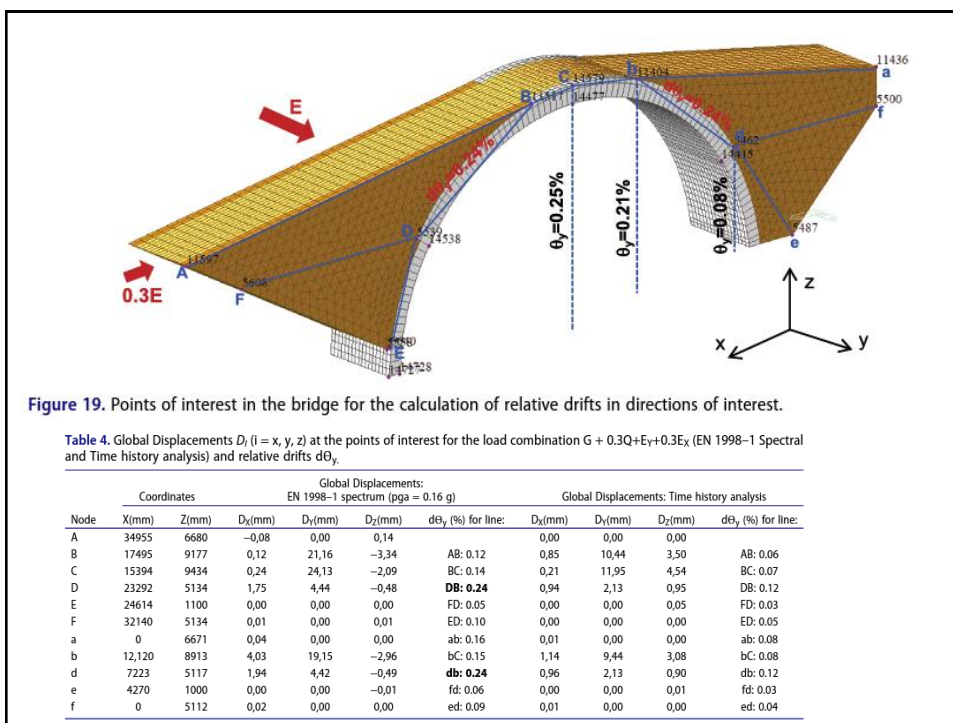 11436
a
5500
f
C 14579
b 11404
B 11517 14477
dθy=0.24%
E
d 5462
14415
dθy=0.24%
θy=0.25%
θy=0.21%
θy=0.08%
5487
e
D 5539
14538
11597
A
0.3E
5608
F
E
14728
z
x
y
Figure 19. Points of interest in the bridge for the calculation of relative drifts in directions of interest.
Table 4. Global Displacements Di (i = x, y, z) at the points of interest for the load combination G + 0.3Q+EY+0.3EX (EN 1998–1 Spectral
and Time history analysis) and relative drifts dΘy.
Coordinates Global Displacements: EN 1998–1 spectrum (pga = 0.16 g) Global Displacements: Time history analysis
Node X(mm) Z(mm) DX(mm) DY(mm) DZ(mm) dΘy (%) for line: DX(mm) DY(mm) DZ(mm) dΘy (%) for line:
A 34955 6680 −0,08 0,00 0,14 0,00 0,00 0,00
B 17495 9177 0,12 21,16 −3,34 AB: 0.12 0,85 10,44 3,50 AB: 0.06
C 15394 9434 0,24 24,13 −2,09 BC: 0.14 0,21 11,95 4,54 BC: 0.07
D 23292 5134 1,75 4,44 −0,48 DB: 0.24 0,94 2,13 0,95 DB: 0.12
E 24614 1100 0,00 0,00 0,00 FD: 0.05 0,00 0,00 0,05 FD: 0.03
F 32140 5134 0,01 0,00 0,01 ED: 0.10 0,00 0,00 0,00 ED: 0.05
a 0 6671 0,04 0,00 0,00 ab: 0.16 0,01 0,00 0,00 ab: 0.08
b 12,120 8913 4,03 19,15 −2,96 bC: 0.15 1,14 9,44 3,08 bC: 0.08
d 7223 5117 1,94 4,42 −0,49 db: 0.24 0,96 2,13 0,90 db: 0.12
e 4270 1000 0,00 0,00 −0,01 fd: 0.06 0,00 0,00 0,01 fd: 0.03
f 0 5112 0,02 0,00 0,00 ed: 0.09 0,01 0,00 0,00 ed: 0.04